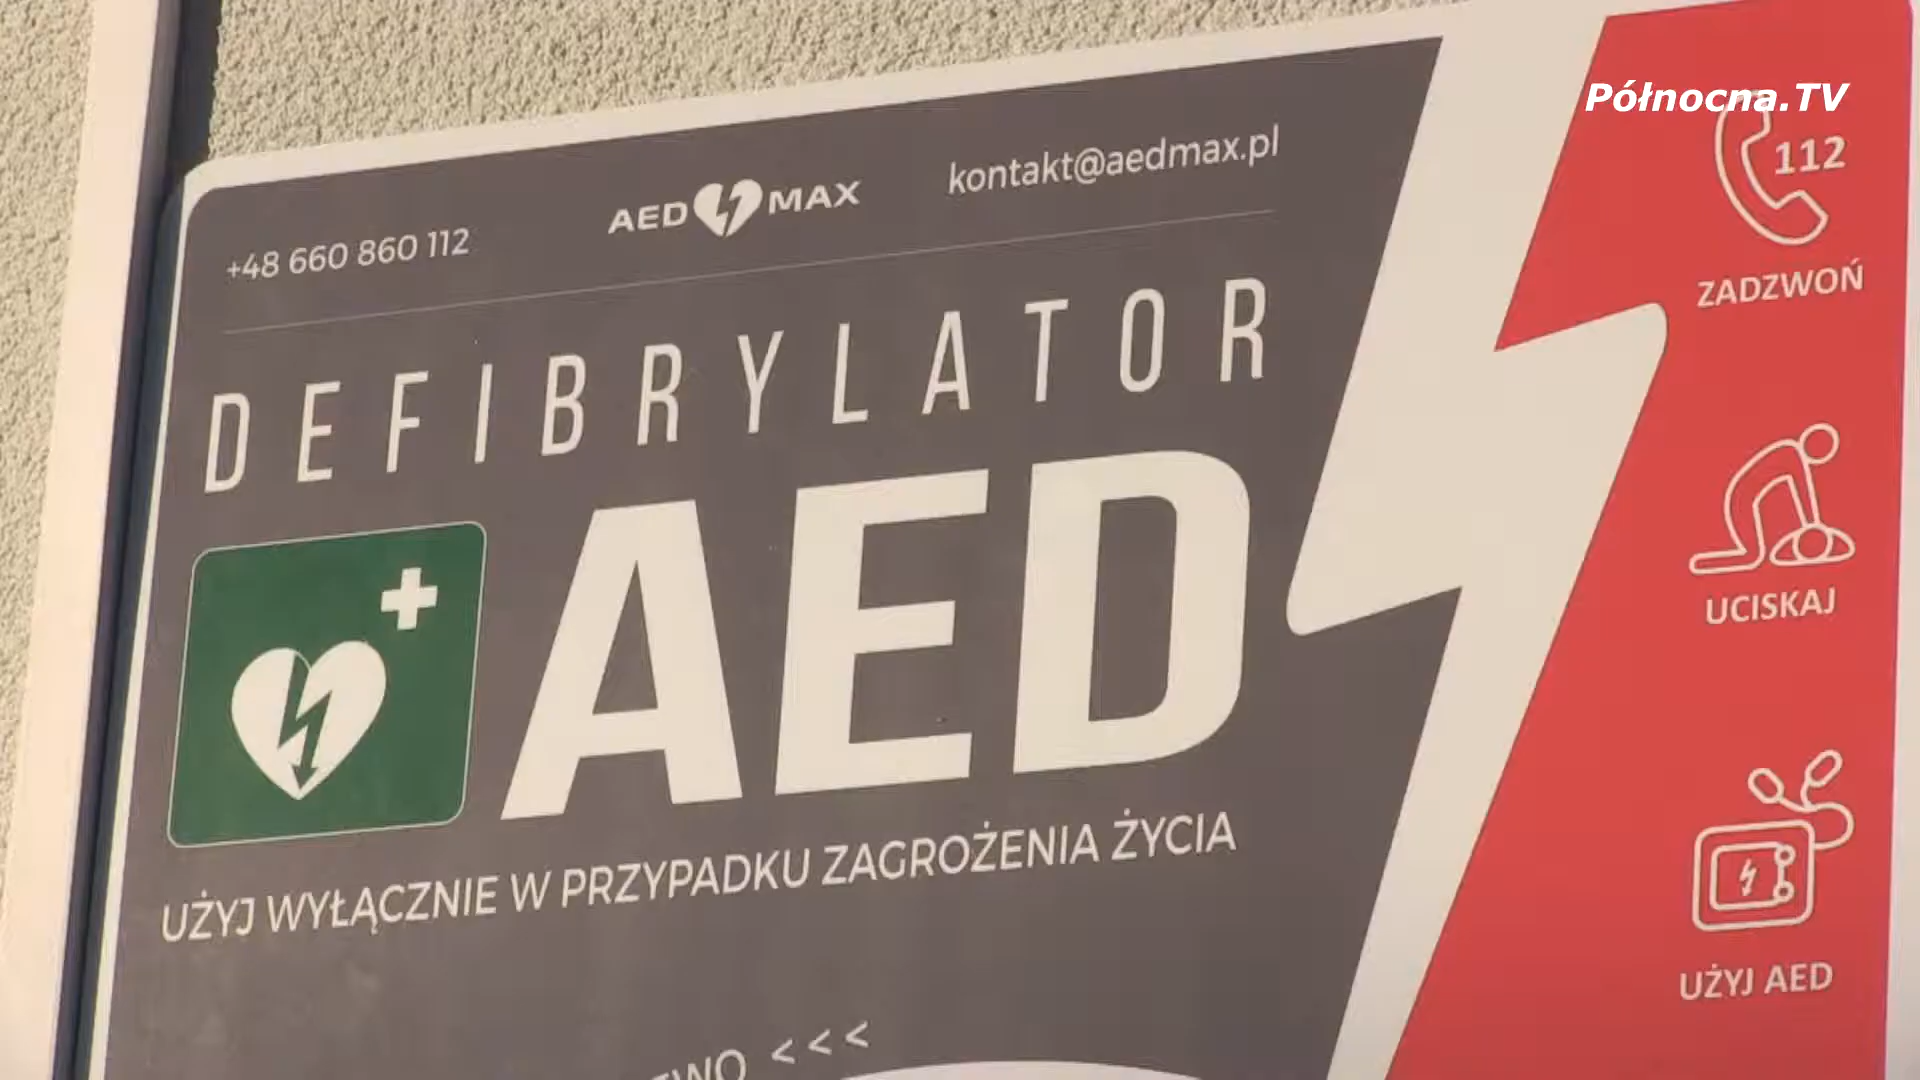 Północna.TV
+48 660 860 112
AED MAX
kontakt@aedmax.pl
DEFIBRYLATOR
AED
UŻYJ WYŁĄCZNIE W PRZYPADKU ZAGROŻENIA ŻYCIA
<<<
112
ZADZWOŃ
UCISKAJ
UŻYJ AED